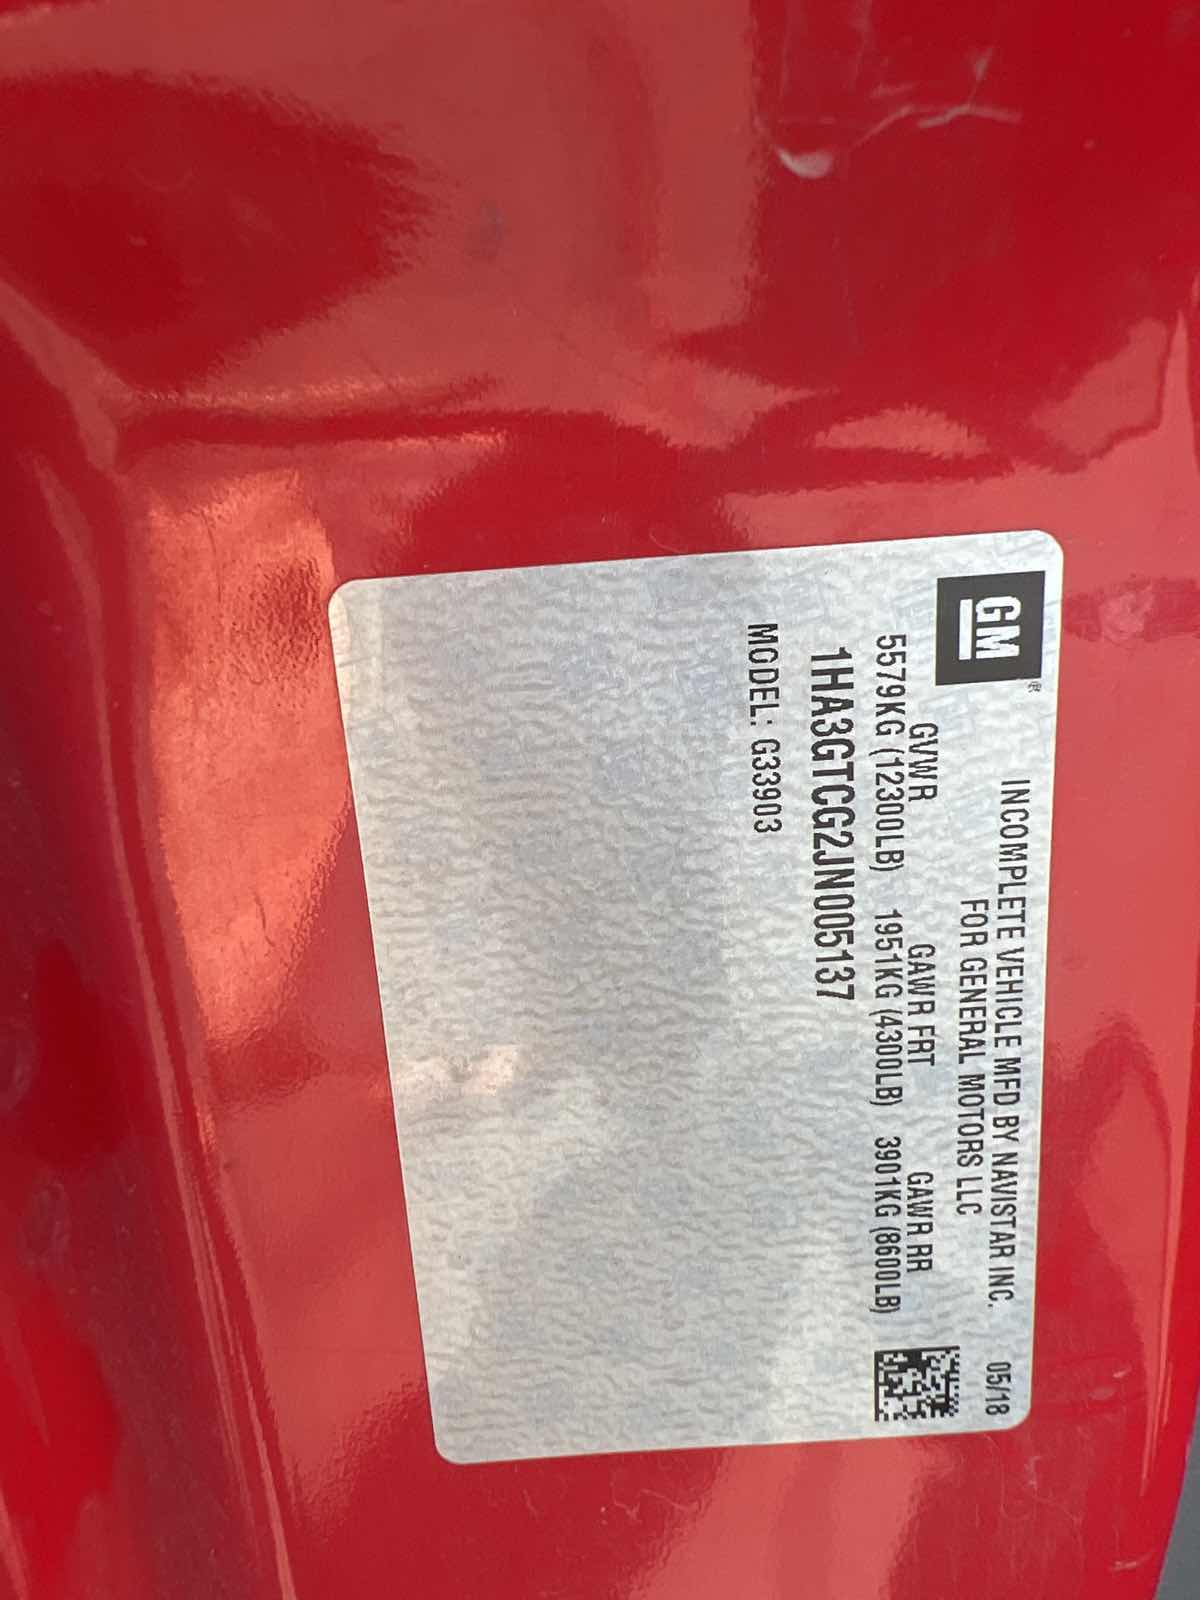 GM
INCOMPLETE VEHICLE MFD BY NAVISTAR INC. 05/18
FOR GENERAL MOTORS LLC
GVWR GAWR FRT GAWR RR
5579KG (12300LB) 1951KG (4300LB) 3901KG (8600LB)
1HA3GTCG2JN005137
MODEL: G33903